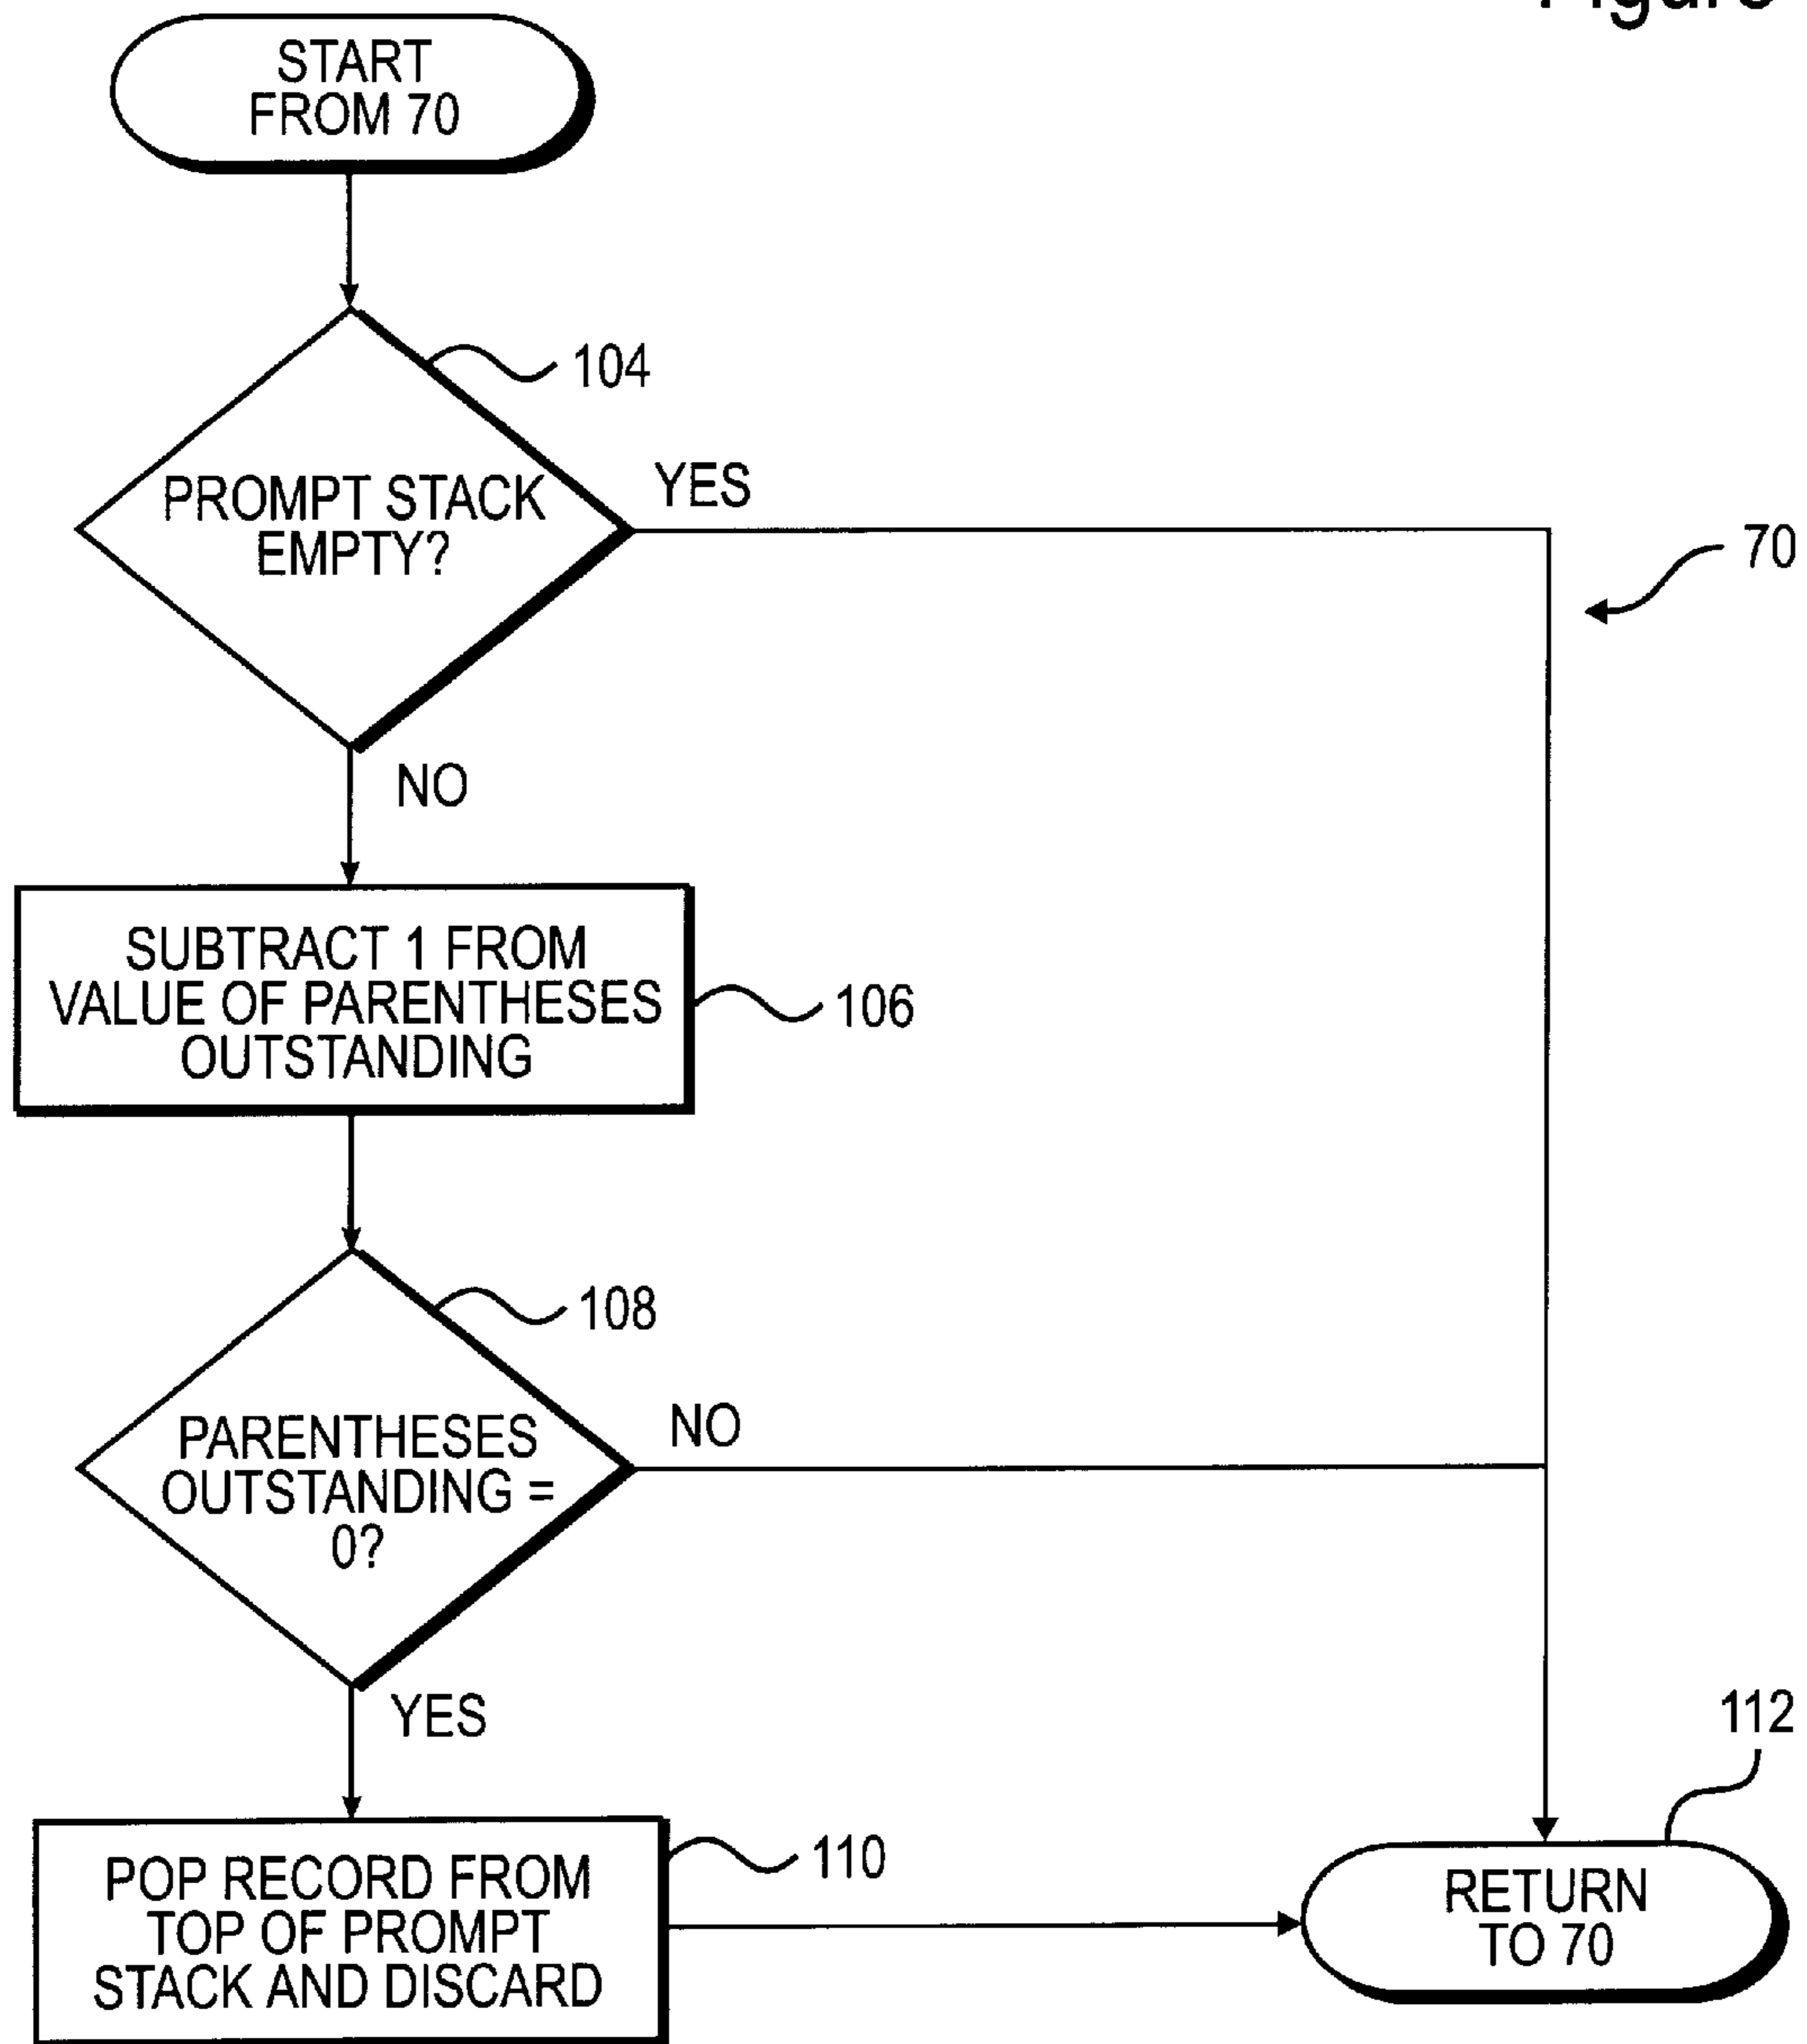 Figure
START
FROM 70
104
PROMPT STACK
EMPTY?
YES
70
NO
SUBTRACT 1 FROM
VALUE OF PARENTHESES
OUTSTANDING
106
108
PARENTHESES
OUTSTANDING =
0?
NO
YES
112
POP RECORD FROM
TOP OF PROMPT
STACK AND DISCARD
110
RETURN
TO 70